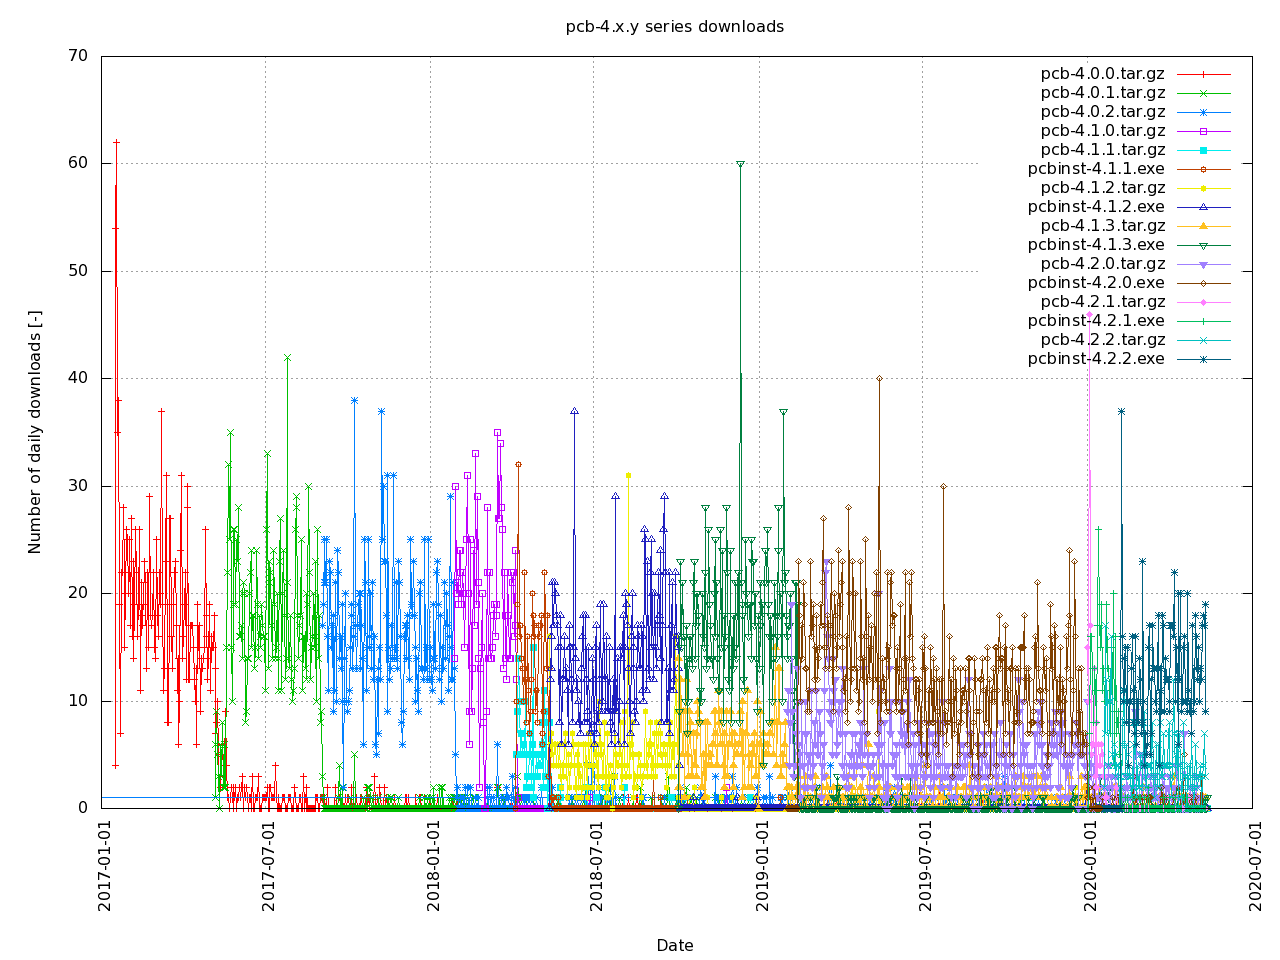 pcb-4.x.y series downloads
70
60
50
40
30
20
10
0
Number of daily downloads [-]
pcb-4.0.0.tar.gz
pcb-4.0.1.tar.gz
pcb-4.0.2.tar.gz
pcb-4.1.0.tar.gz
pcb-4.1.1.tar.gz
pcbinst-4.1.1.exe
pcb-4.1.2.tar.gz
pcbinst-4.1.2.exe
pcb-4.1.3.tar.gz
pcbinst-4.1.3.exe
pcb-4.2.0.tar.gz
pcbinst-4.2.0.exe
pcb-4.2.1.tar.gz
pcbinst-4.2.1.exe
pcb-4.2.2.tar.gz
pcbinst-4.2.2.exe
2017-01-01
2017-07-01
2018-01-01
2018-07-01
2019-01-01
2019-07-01
2020-01-01
2020-07-01
Date